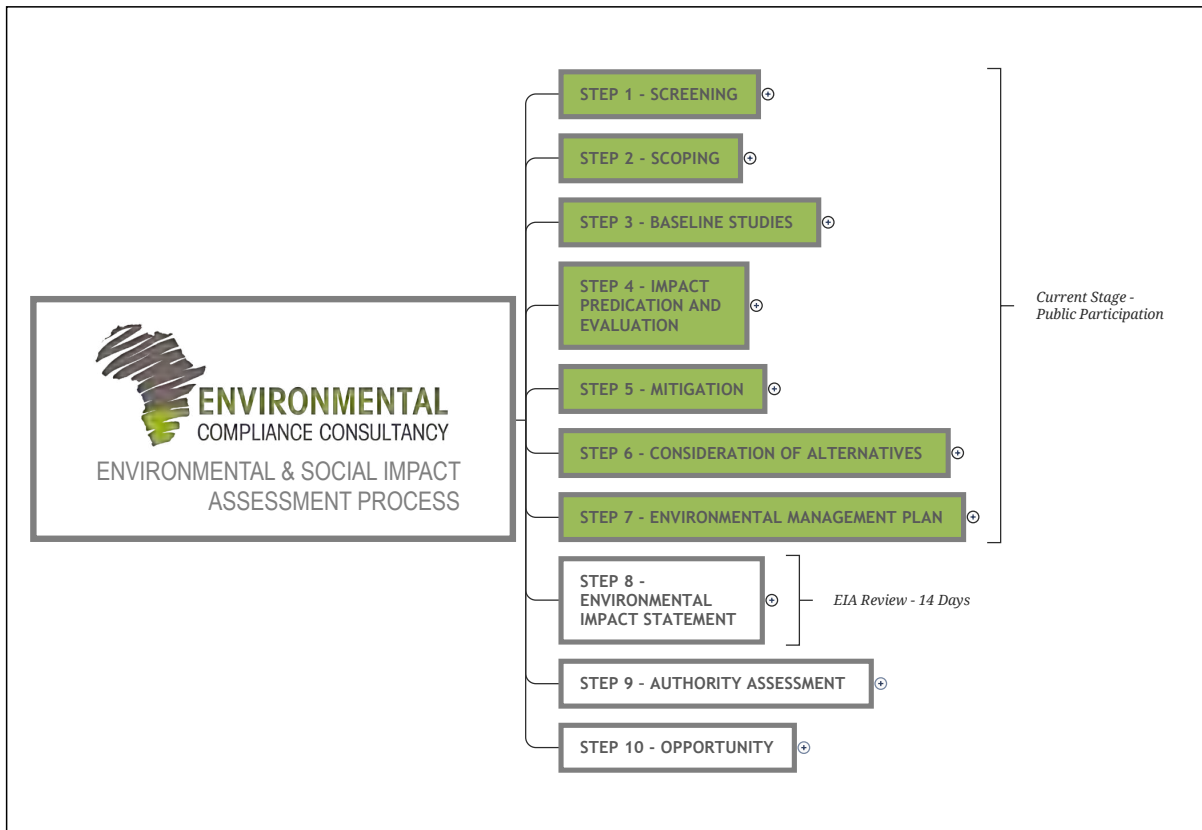 STEP 1 - SCREENING
STEP 2 - SCOPING
STEP 3 - BASELINE STUDIES
STEP 4 - IMPACT
PREDICATION AND
EVALUATION
Current Stage -
Public Participation
ENVIRONMENTAL
COMPLIANCE CONSULTANCY
ENVIRONMENTAL & SOCIAL IMPACT
ASSESSMENT PROCESS
STEP 5 - MITIGATION
STEP 6 - CONSIDERATION OF ALTERNATIVES
STEP 7 - ENVIRONMENTAL MANAGEMENT PLAN
STEP 8 -
ENVIRONMENTAL
IMPACT STATEMENT
EIA Review - 14 Days
STEP 9 - AUTHORITY ASSESSMENT
STEP 10 - OPPORTUNITY